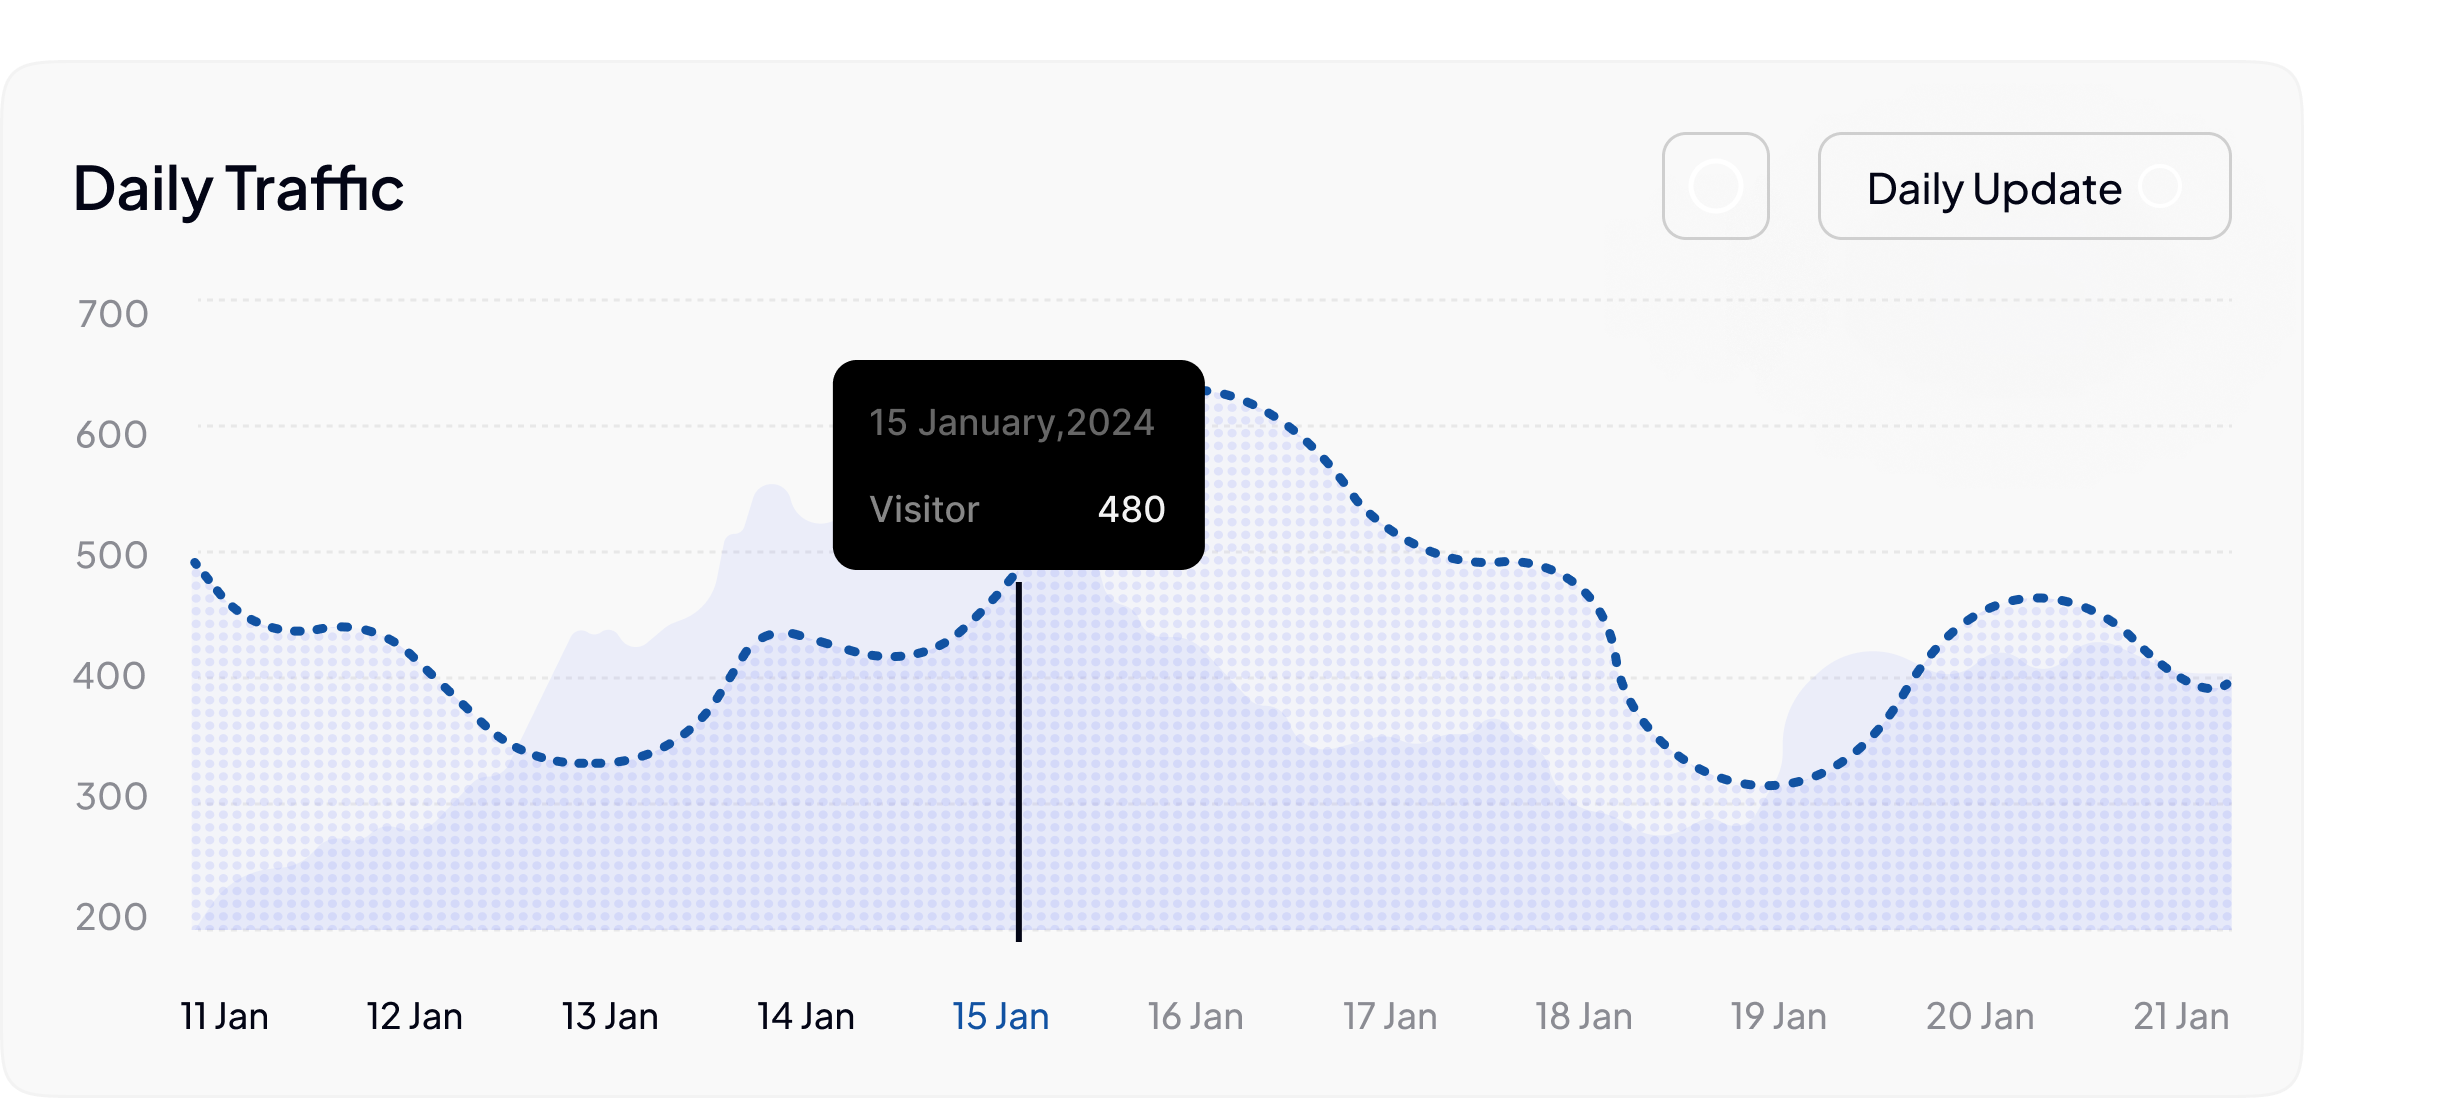 Daily Traffic
Daily Update
700
600
500
400
300
200
15 January,2024
Visitor 480
11 Jan 12 Jan 13 Jan 14 Jan 15 Jan 16 Jan 17 Jan 18 Jan 19 Jan 20 Jan 21 Jan